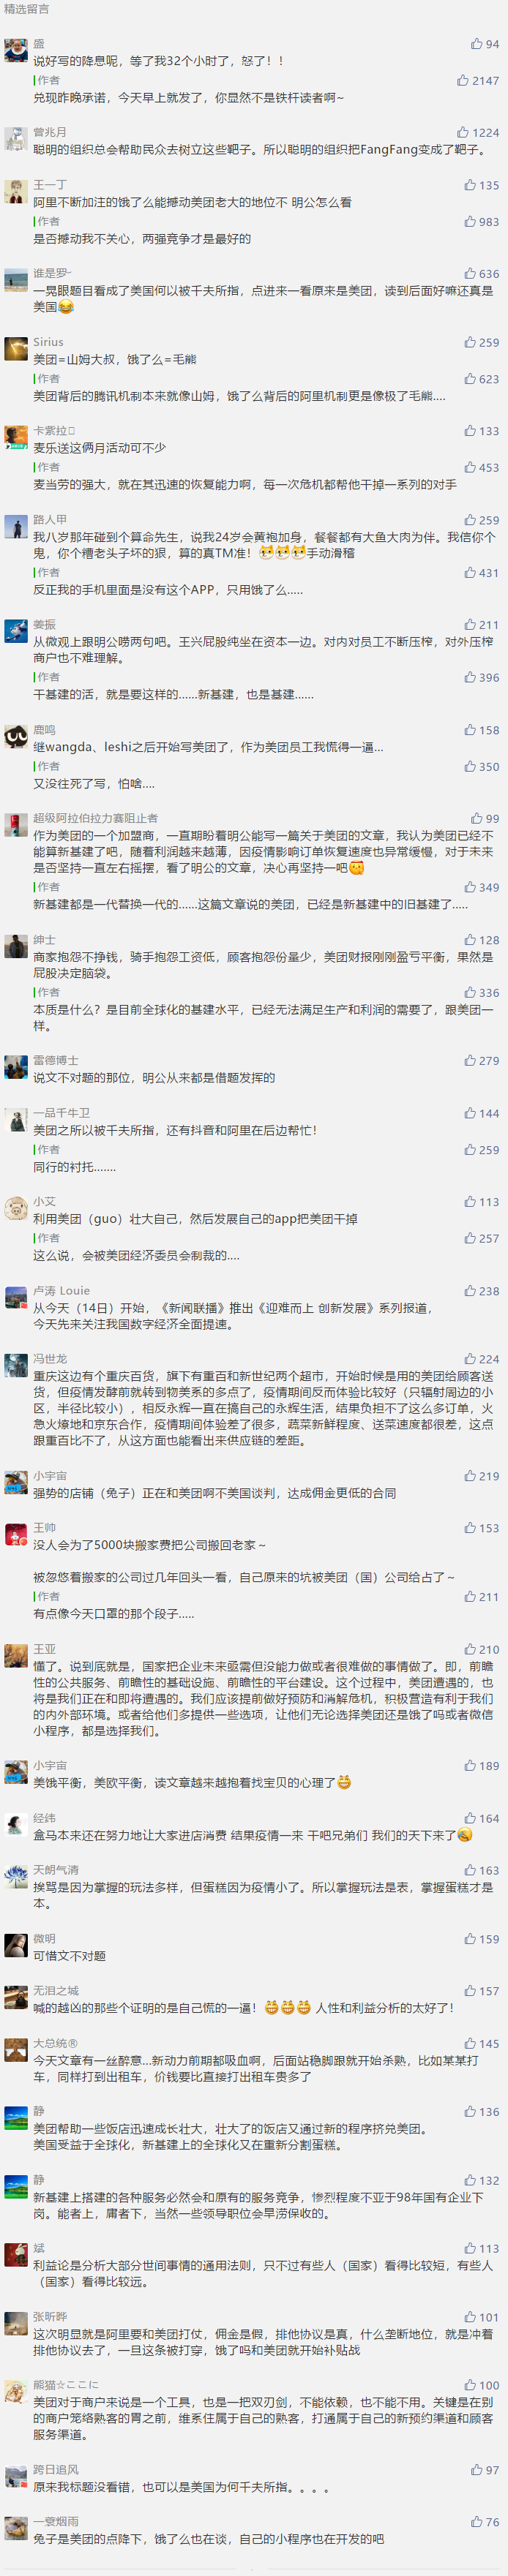 精选留言
盛
94
说好写的降息呢，等了我32个小时了，怒了！！
作者
2147
兑现昨晚承诺，今天早上就发了，你显然不是铁杆读者啊~
曾兆月
1224
聪明的组织总会帮助民众去树立这些靶子。所以聪明的组织把FangFang变成了靶子。
王一丁
135
阿里不断加注的饿了么能撼动美团老大的地位不 明公怎么看
作者
983
是否撼动我不关心，两强竞争才是最好的
谁是罗~
636
一晃眼题目看成了美国何以被千夫所指，点进来一看原来是美团，读到后面好嘛还真是
美国😂
Sirius
259
美团=山姆大叔，饿了么=毛熊
作者
623
美团背后的腾讯机制本来就像山姆，饿了么背后的阿里机制更是像极了毛熊....
卡紫拉
133
麦乐送这俩月活动可不少
作者
453
麦当劳的强大，就在其迅速的恢复能力啊，每一次危机都帮他干掉一系列的对手
路人甲
259
我八岁那年碰到个算命先生，说我24岁会黄袍加身，餐餐都有大鱼大肉为伴。我信你个
鬼，你个糟老头子坏的狠，算的真TM准！😹😹😹手动滑稽
作者
431
反正我的手机里面是没有这个APP，只用饿了么.....
姜振
211
从微观上跟明公唠两句吧。王兴屁股纯坐在资本一边。对内对员工不断压榨，对外压榨
商户也不难理解。
作者
396
干基建的活，就是要这样的......新基建，也是基建......
鹿鸣
158
继wangda、leshi之后开始写美团了，作为美团员工我慌得一逼...
作者
350
又没往死了写，怕啥....
超级阿拉伯拉力赛阻止者
99
作为美团的一个加盟商，一直期盼着明公能写一篇关于美团的文章，我认为美团已经不
能算新基建了吧，随着利润越来越薄，因疫情影响订单恢复速度也异常缓慢，对于未来
是否坚持一直左右摇摆，看了明公的文章，决心再坚持一吧
作者
349
新基建都是一代替换一代的......这篇文章说的美团，已经是新基建中的旧基建了.....
绅士
128
商家抱怨不挣钱，骑手抱怨工资低，顾客抱怨份量少，美团财报刚刚盈亏平衡，果然是
屁股决定脑袋。
作者
336
本质是什么？是目前全球化的基建水平，已经无法满足生产和利润的需要了，跟美团一
样。
雷德博士
279
说文不对题的那位，明公从来都是借题发挥的
一品千牛卫
144
美团之所以被千夫所指，还有抖音和阿里在后边帮忙！
作者
259
同行的衬托.......
小艾
113
利用美团（guo）壮大自己，然后发展自己的app把美团干掉
作者
257
这么说，会被美团经济委员会制裁的....
卢涛 Louie
238
从今天（14日）开始，《新闻联播》推出《迎难而上 创新发展》系列报道，
今天先来关注我国数字经济全面提速。
冯世龙
224
重庆这边有个重庆百货，旗下有重百和新世纪两个超市，开始时候是用的美团给顾客送
货，但疫情发酵前就转到物美系的多点了，疫情期间反而体验比较好（只辐射周边的小
区，半径比较小），相反永辉一直在搞自己的永辉生活，结果负担不了这么多订单，火
急火燎地和京东合作，疫情期间体验差了很多，蔬菜新鲜程度、送菜速度都很差，这点
跟重百比不了，从这方面也能看出来供应链的差距。
小宇宙
219
强势的店铺（兔子）正在和美团啊不美国谈判，达成佣金更低的合同
王帅
153
没人会为了5000块搬家费把公司搬回老家～
被忽悠着搬家的公司过几年回头一看，自己原来的坑被美团（国）公司给占了～
作者
211
有点像今天口罩的那个段子.....
王亚
210
懂了。说到底就是，国家把企业未来亟需但没能力做或者很难做的事情做了。即，前瞻
性的公共服务、前瞻性的基础设施、前瞻性的平台建设。这个过程中，美团遭遇的，也
将是我们正在和即将遭遇的。我们应该提前做好预防和消解危机，积极营造有利于我们
的内外部环境。或者给他们多提供一些选项，让他们无论选择美团还是饿了吗或者微信
小程序，都是选择我们。
小宇宙
189
美饿平衡，美欧平衡，读文章越来越抱着找宝贝的心理了😁
经纬
164
盒马本来还在努力地让大家进店消费 结果疫情一来 干吧兄弟们 我们的天下来了
天朗气清
163
挨骂是因为掌握的玩法多样，但蛋糕因为疫情小了。所以掌握玩法是表，掌握蛋糕才是
本。
微明
159
可惜文不对题
无泪之城
157
喊的越凶的那些个证明的是自己慌的一逼！😁😁😁 人性和利益分析的太好了！
大总统®
145
今天文章有一丝醉意...新动力前期都吸血啊，后面站稳脚跟就开始杀熟，比如某某打
车，同样打到出租车，价钱要比直接打出租车贵多了
静
136
美团帮助一些饭店迅速成长壮大，壮大了的饭店又通过新的程序挤兑美团。
美国受益于全球化，新基建上的全球化又在重新分割蛋糕。
静
132
新基建上搭建的各种服务必然会和原有的服务竞争，惨烈程度不亚于98年国有企业下
岗。能者上，庸者下，当然一些领导职位会旱涝保收的。
斌
113
利益论是分析大部分世间事情的通用法则，只不过有些人（国家）看得比较短，有些人
（国家）看得比较远。
张昕晔
101
这次明显就是阿里要和美团打仗，佣金是假，排他协议是真，什么垄断地位，就是冲着
排他协议去了，一旦这条被打穿，饿了吗和美团就开始补贴战
熊猫☆ここに
100
美团对于商户来说是一个工具，也是一把双刃剑，不能依赖，也不能不用。关键是在别
的商户笼络熟客的胃之前，维系住属于自己的熟客，打通属于自己的新预约渠道和顾客
服务渠道。
跨日追风
97
原来我标题没看错，也可以是美国为何千夫所指。。。。
一蓑烟雨
76
兔子是美团的点降下，饿了么也在谈，自己的小程序也在开发的吧